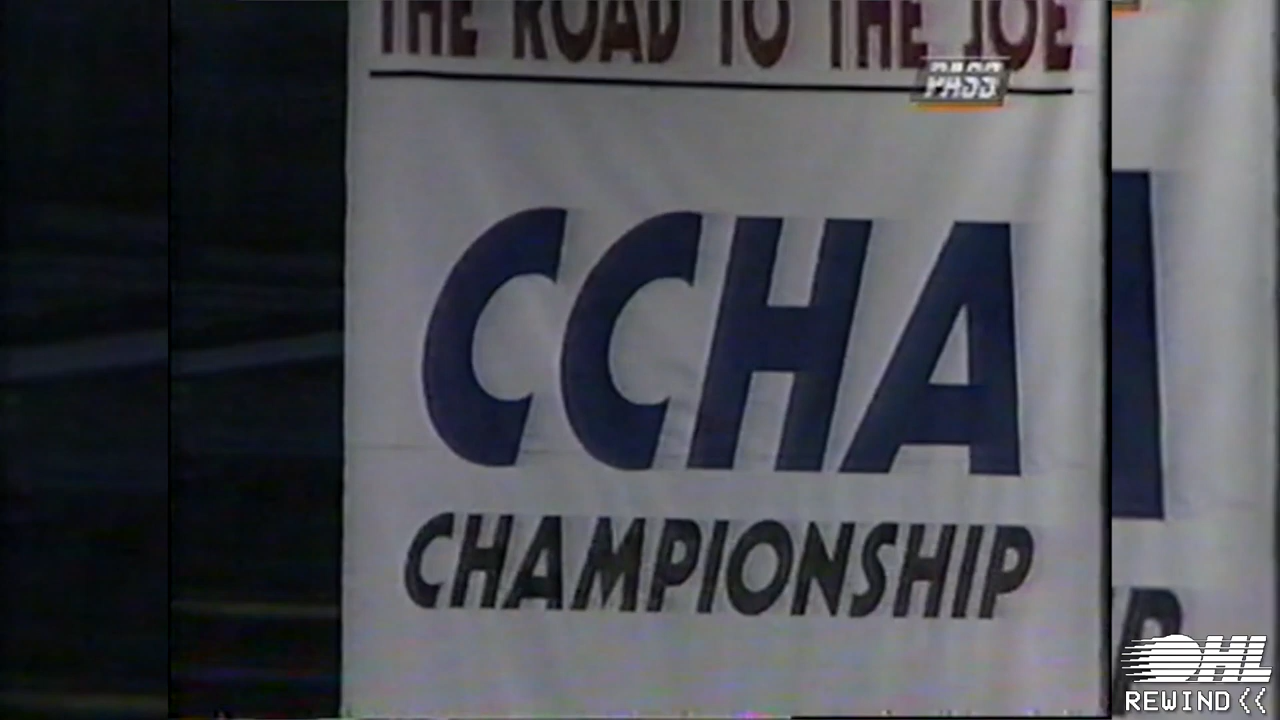 THE ROAD TO THE JOE
PASS
CCHA
CHAMPIONSHIP
OHL
REWIND <<